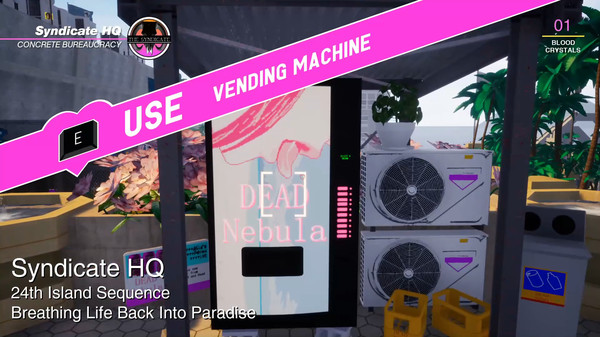 Syndicate HQ
CONCRETE BUREAUCRACY
THE SYNDICATE
01
BLOOD
CRYSTALS
E
USE VENDING MACHINE
DEAD
Nebula
Syndicate HQ
24th Island Sequence
Breathing Life Back Into Paradise